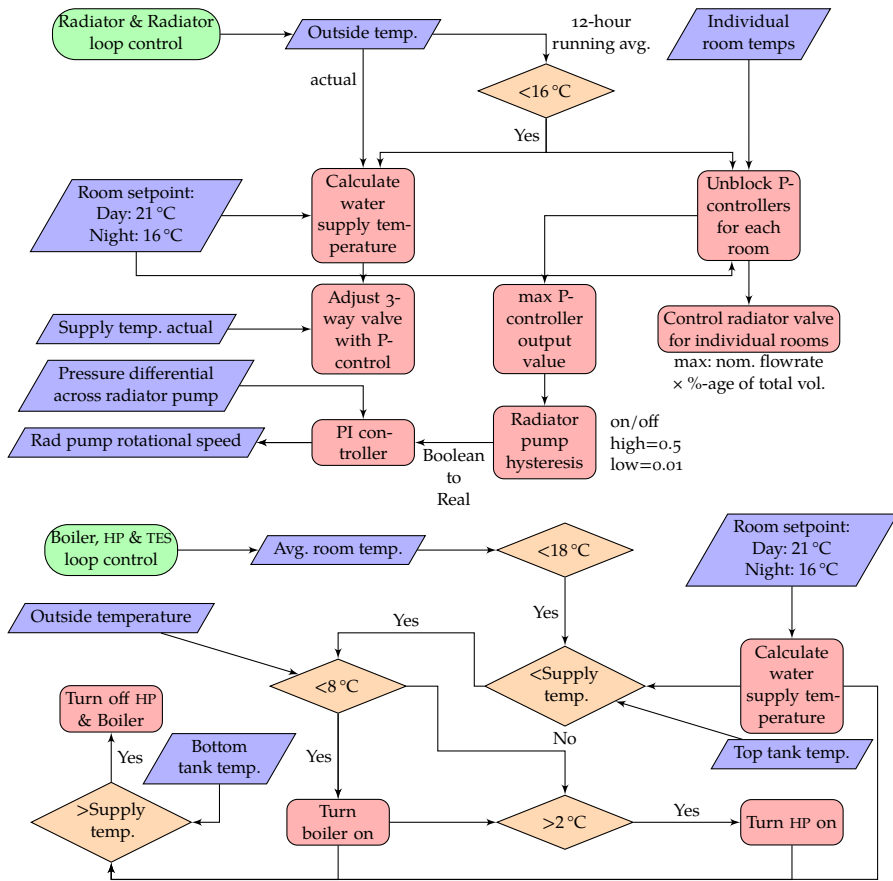 Radiator & Radiator
loop control
Outside temp.
12-hour
running avg.
Individual
room temps
actual
<16 °C
Yes
Room setpoint:
Day: 21 °C
Night: 16 °C
Calculate
water
supply tem-
perature
Unblock P-
controllers
for each
room
Supply temp. actual
Adjust 3-
way valve
with P-
control
max P-
controller
output
value
Control radiator valve
for individual rooms
max: nom. flowrate
× %-age of total vol.
Pressure differential
across radiator pump
Rad pump rotational speed
PI con-
troller
Boolean
to
Real
Radiator
pump
hysteresis
on/off
high=0.5
low=0.01
Boiler, HP & TES
loop control
Avg. room temp.
<18 °C
Room setpoint:
Day: 21 °C
Night: 16 °C
Yes
Outside temperature
Yes
<8 °C
<Supply
temp.
Calculate
water
supply tem-
perature
Turn off HP
& Boiler
Yes
Bottom
tank temp.
Yes
No
Top tank temp.
>Supply
temp.
Turn
boiler on
>2 °C
Yes
Turn HP on